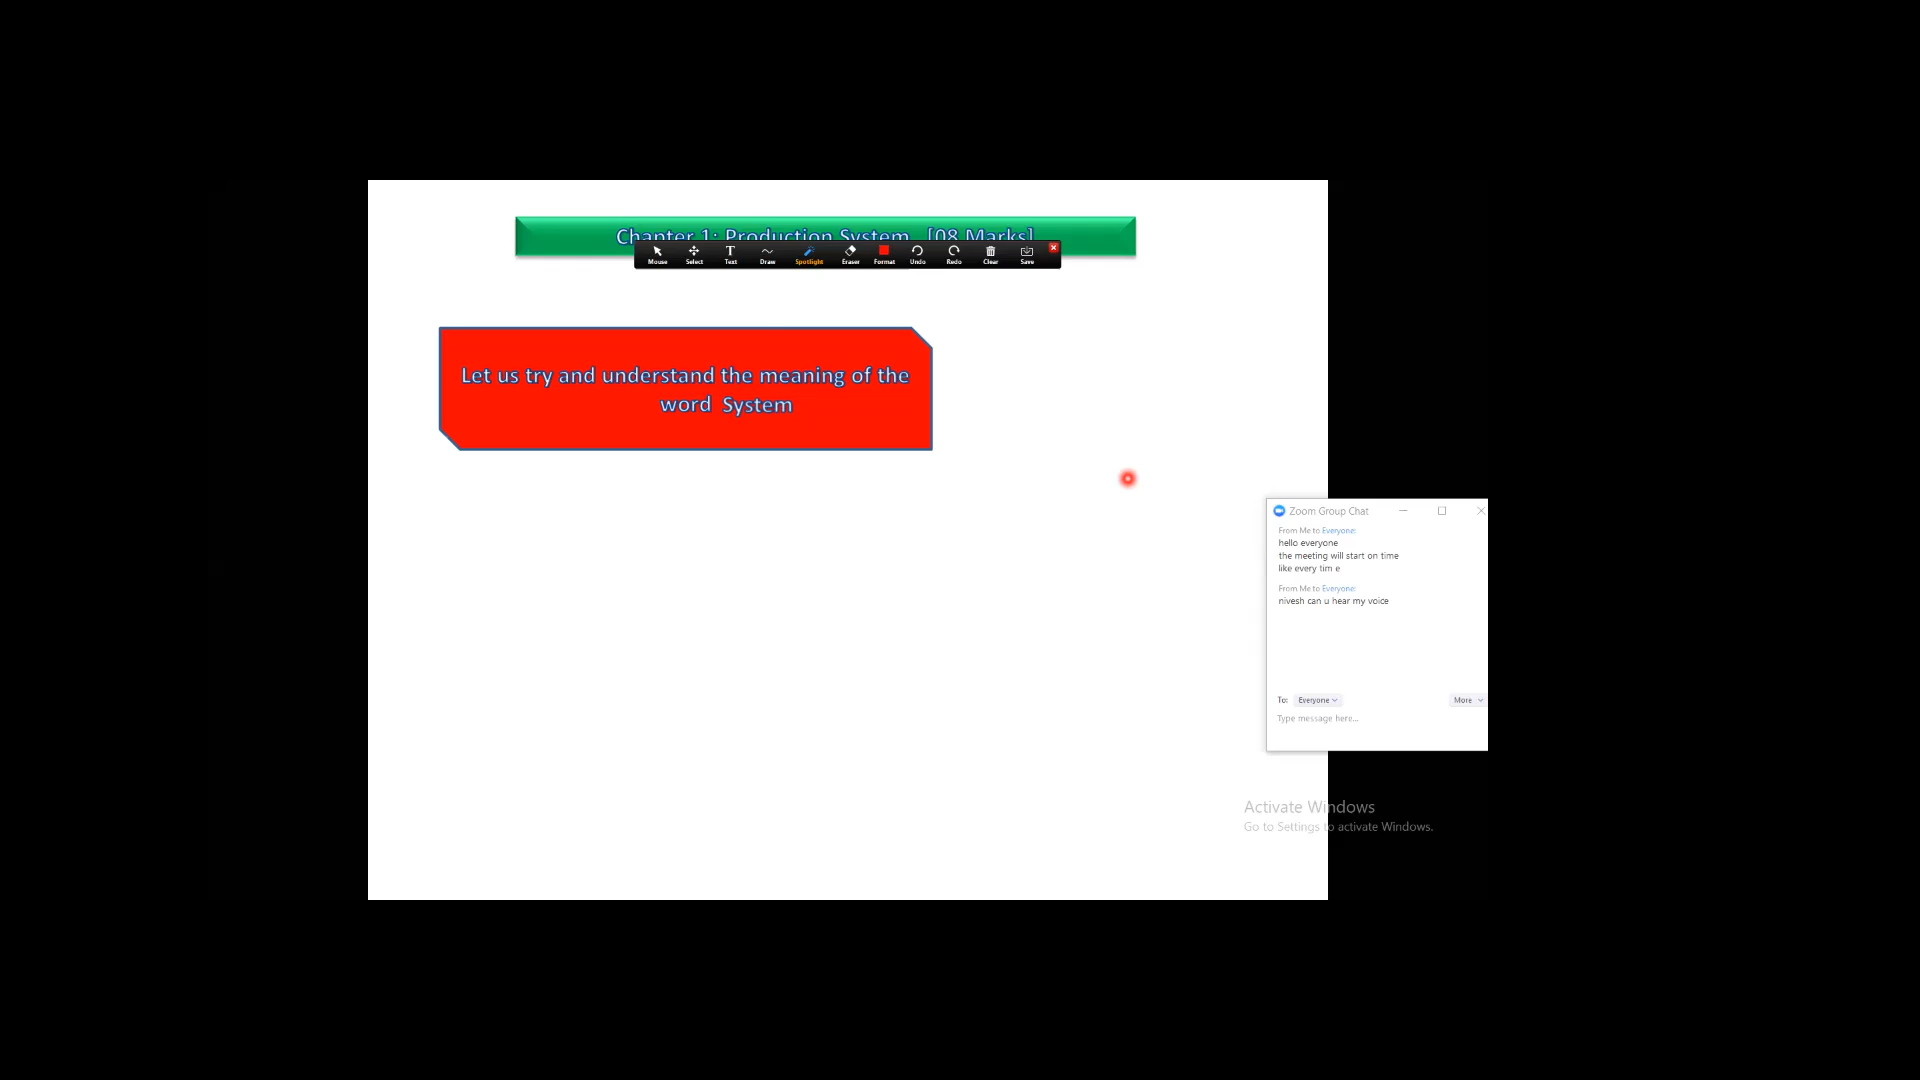 Chapter 1: Production System [08 Marks]
Mouse Select Text Draw Spotlight Eraser Format Undo Redo Clear Save
Let us try and understand the meaning of the
word System
Zoom Group Chat
From Me to Everyone:
hello everyone
the meeting will start on time
like every tim e
From Me to Everyone:
nivesh can u hear my voice
To: Everyone More
Type message here...
Activate Windows
Go to Settings to activate Windows.